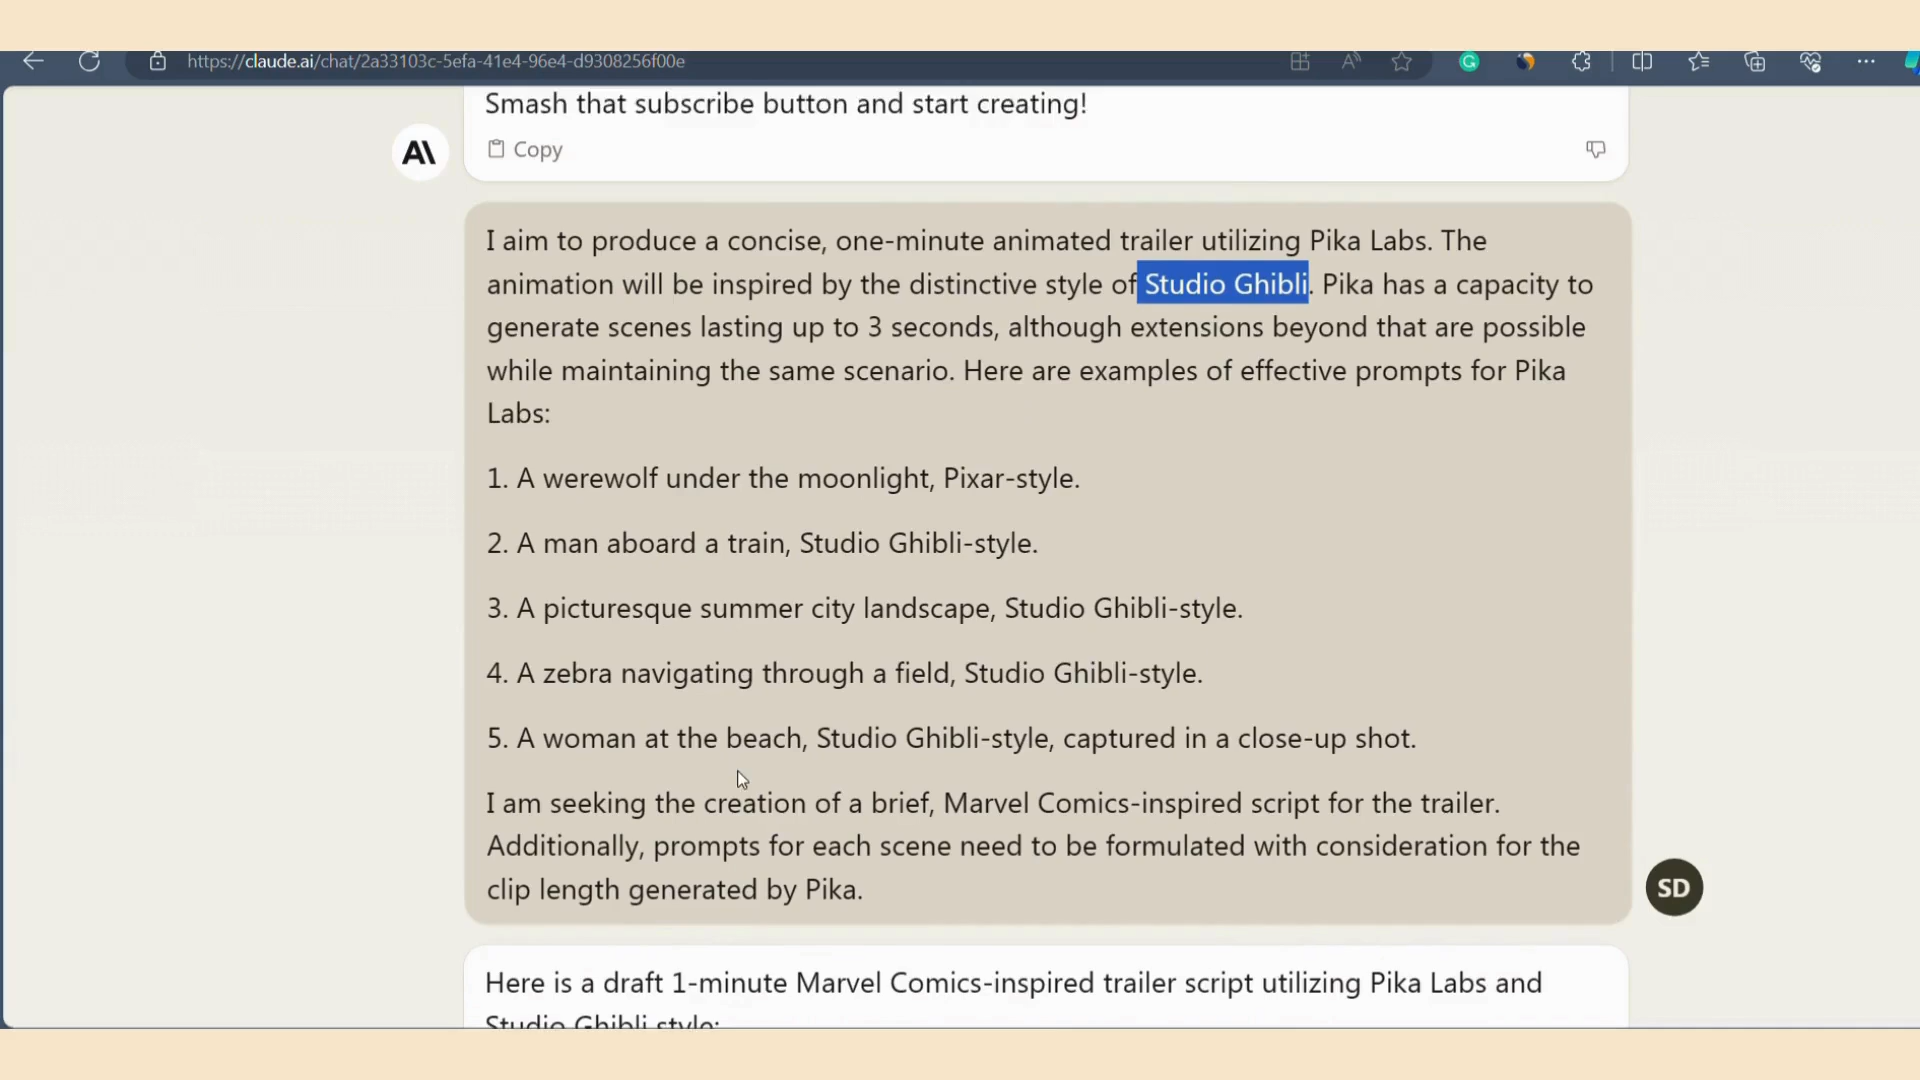 https://claude.ai/chat/2a33103c-5efa-41e4-96e4-d9308256f00e
Smash that subscribe button and start creating!
Copy
I aim to produce a concise, one-minute animated trailer utilizing Pika Labs. The
animation will be inspired by the distinctive style of Studio Ghibli. Pika has a capacity to
generate scenes lasting up to 3 seconds, although extensions beyond that are possible
while maintaining the same scenario. Here are examples of effective prompts for Pika
Labs:
1. A werewolf under the moonlight, Pixar-style.
2. A man aboard a train, Studio Ghibli-style.
3. A picturesque summer city landscape, Studio Ghibli-style.
4. A zebra navigating through a field, Studio Ghibli-style.
5. A woman at the beach, Studio Ghibli-style, captured in a close-up shot.
I am seeking the creation of a brief, Marvel Comics-inspired script for the trailer.
Additionally, prompts for each scene need to be formulated with consideration for the
clip length generated by Pika.
SD
Here is a draft 1-minute Marvel Comics-inspired trailer script utilizing Pika Labs and
Studio Ghibli style: